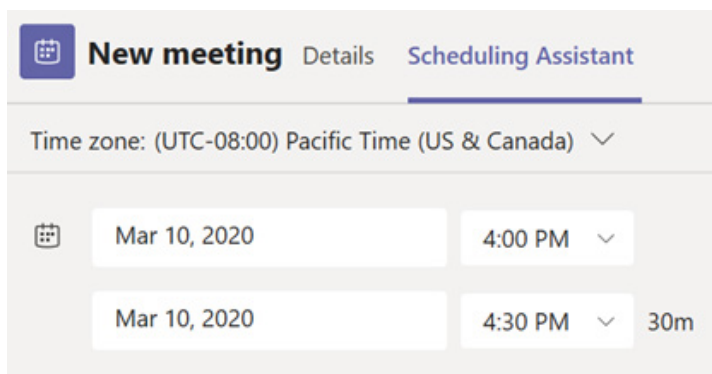 New meeting Details Scheduling Assistant
Time zone: (UTC-08:00) Pacific Time (US & Canada)
Mar 10, 2020 4:00 PM
Mar 10, 2020 4:30 PM 30m